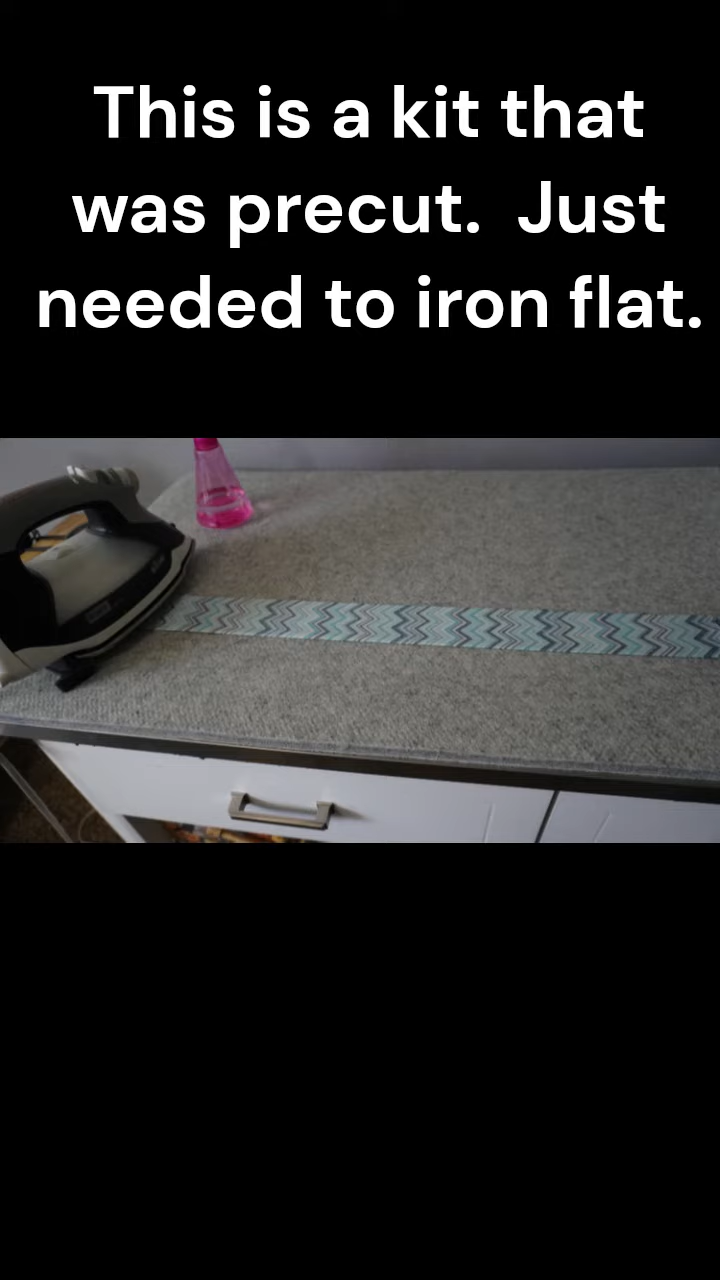 This is a kit that
was precut.  Just
needed to iron flat.